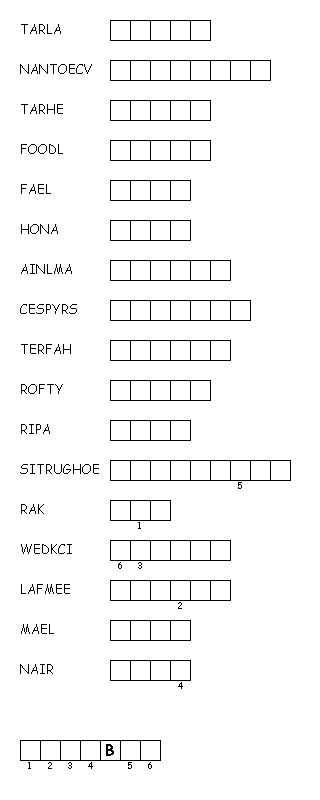 TARLA
NANTOECV
TARHE
FOODL
FAEL
HONA
AINLMA
CESPYRS
TERFAH
ROFTY
RIPA
SITRUGHOE
5
RAK
1
WEDKCI
6 3
LAFMEE
2
MAEL
NAIR
4
B
1 2 3 4 5 6